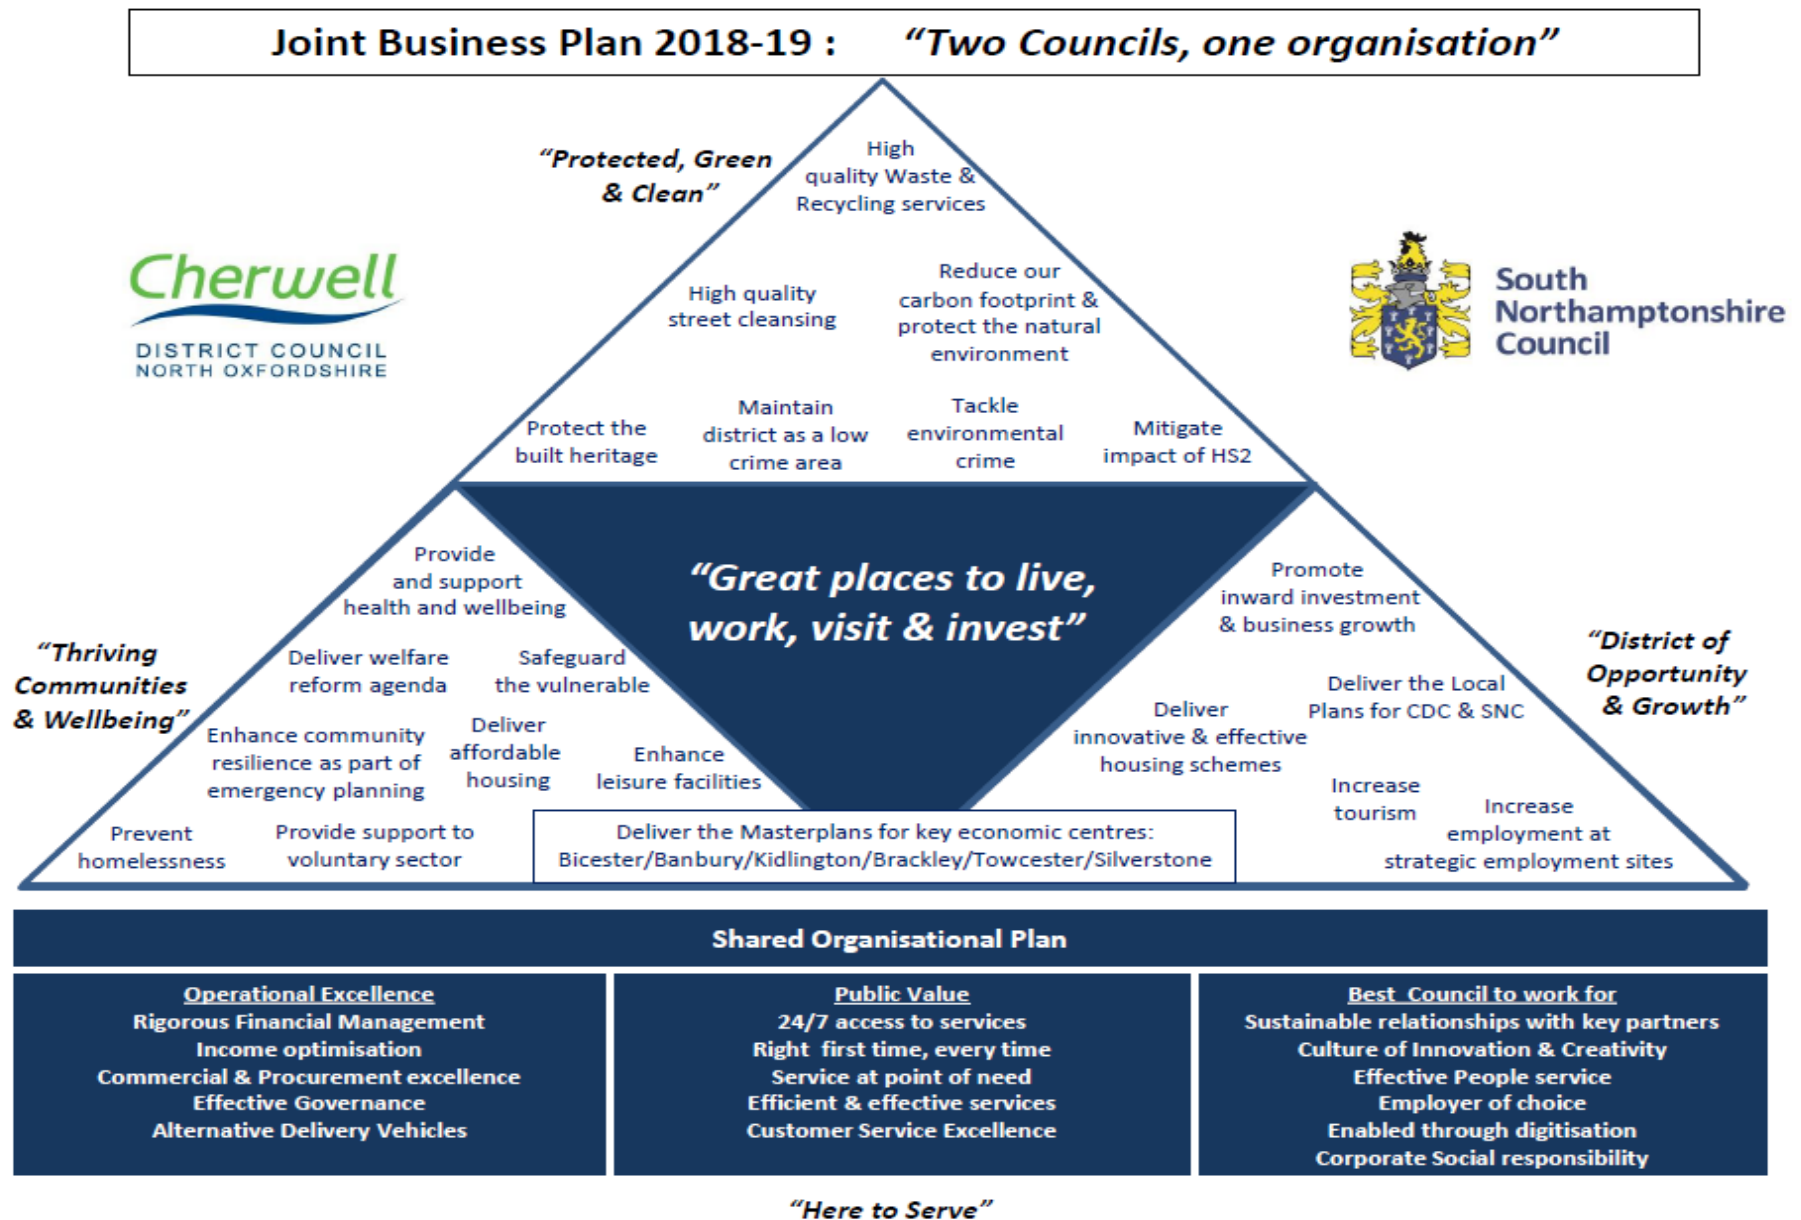 Joint Business Plan 2018-19 : “Two Councils, one organisation”
“Protected, Green
& Clean”
High
quality Waste &
Recycling services
High quality
street cleansing
Reduce our
carbon footprint &
protect the natural
environment
Protect the
built heritage
Maintain
district as a low
crime area
Tackle
environmental
crime
Mitigate
impact of HS2
Cherwell
DISTRICT COUNCIL
NORTH OXFORDSHIRE
South
Northamptonshire
Council
“Great places to live,
work, visit & invest”
“Thriving
Communities
& Wellbeing”
Provide
and support
health and wellbeing
Deliver welfare
reform agenda
Safeguard
the vulnerable
Enhance community
resilience as part of
emergency planning
Deliver
affordable
housing
Enhance
leisure facilities
Prevent
homelessness
Provide support to
voluntary sector
Deliver the Masterplans for key economic centres:
Bicester/Banbury/Kidlington/Brackley/Towcester/Silverstone
Promote
inward investment
& business growth
Deliver the Local
Plans for CDC & SNC
Deliver
innovative & effective
housing schemes
Increase
tourism
Increase
employment at
strategic employment sites
“District of
Opportunity
& Growth”
Shared Organisational Plan
Operational Excellence
Rigorous Financial Management
Income optimisation
Commercial & Procurement excellence
Effective Governance
Alternative Delivery Vehicles
Public Value
24/7 access to services
Right first time, every time
Service at point of need
Efficient & effective services
Customer Service Excellence
Best Council to work for
Sustainable relationships with key partners
Culture of Innovation & Creativity
Effective People service
Employer of choice
Enabled through digitisation
Corporate Social responsibility
“Here to Serve”